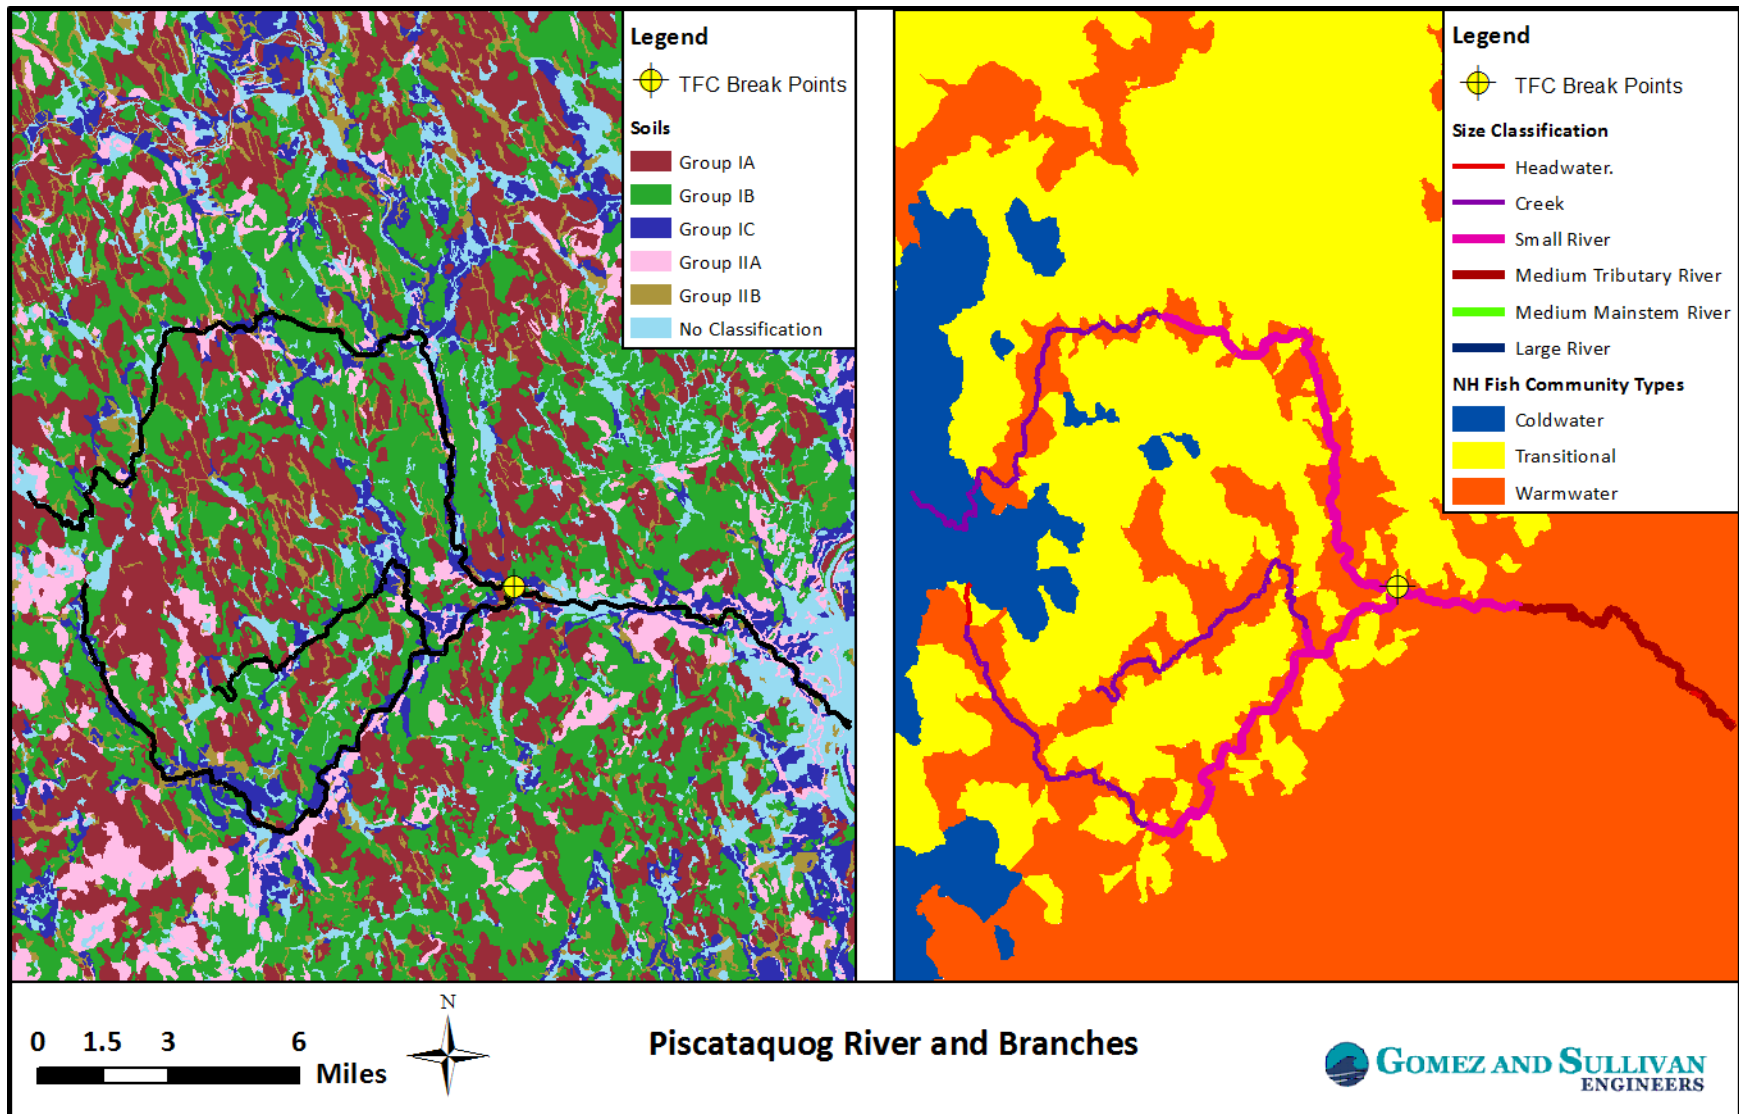 Legend
TFC Break Points
Soils
Group IA
Group IB
Group IC
Group IIA
Group IIB
No Classification
Legend
TFC Break Points
Size Classification
Headwater.
Creek
Small River
Medium Tributary River
Medium Mainstem River
Large River
NH Fish Community Types
Coldwater
Transitional
Warmwater
0 1.5 3 6
Miles
N
Piscataquog River and Branches
GOMEZ AND SULLIVAN
ENGINEERS